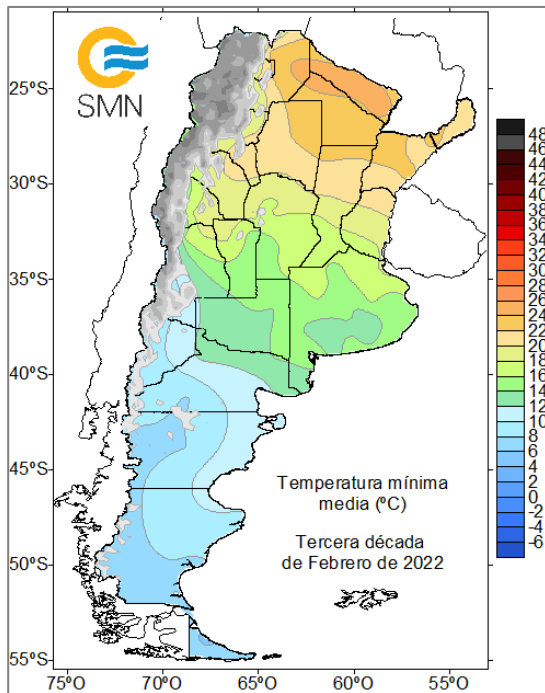 SMN
25°S
30°S
35°S
40°S
45°S
50°S
55°S
75°O
70°O
65°O
60°O
55°O
Temperatura mínima
media (ºC)
Tercera década
de Febrero de 2022
48
46
44
42
40
38
36
34
32
30
28
26
24
22
20
18
16
14
12
10
8
6
4
2
0
-2
-4
-6